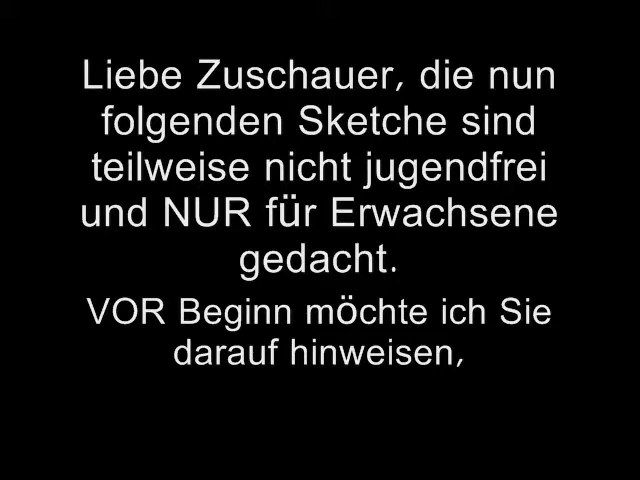 Liebe Zuschauer, die nun
folgenden Sketche sind
teilweise nicht jugendfrei
und NUR für Erwachsene
gedacht.
VOR Beginn möchte ich Sie
darauf hinweisen,